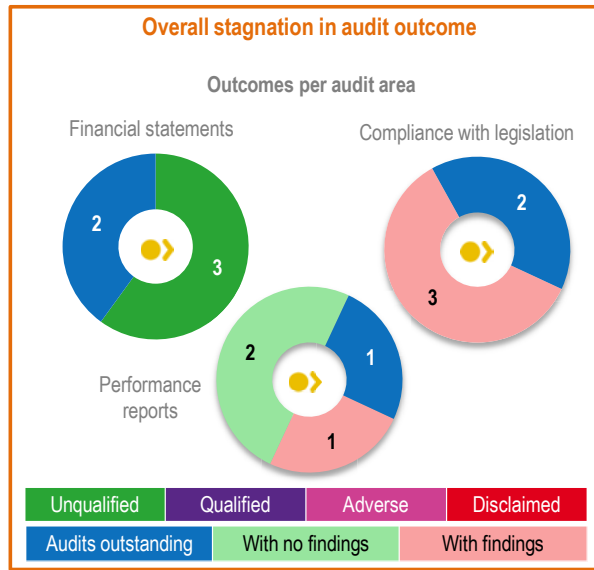 Overall stagnation in audit outcome
Outcomes per audit area
Financial statements
Compliance with legislation
2
3
2
3
Performance
reports
2
1
1
Unqualified
Qualified
Adverse
Disclaimed
Audits outstanding
With no findings
With findings